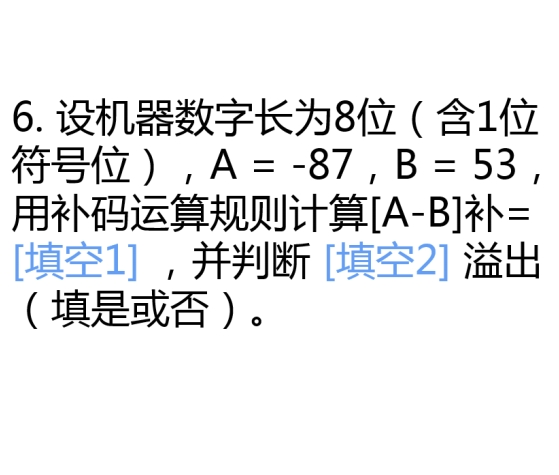 6. 设机器数字长为8位（含1位
符号位），A = -87，B = 53，
用补码运算规则计算[A-B]补=
[填空1] ，并判断 [填空2] 溢出
（填是或否）。